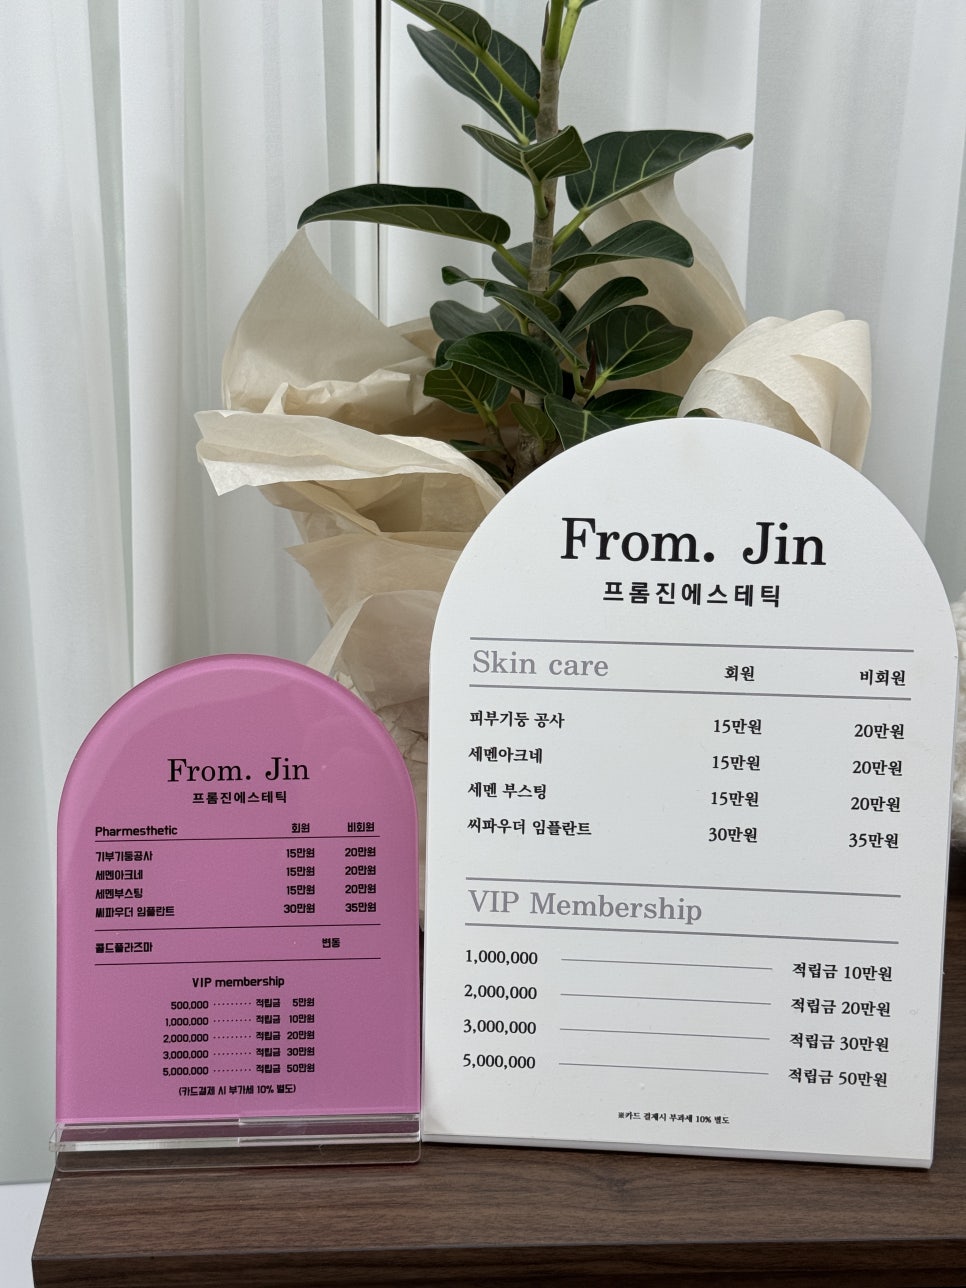 From. Jin
프롬진에스테틱
Pharmesthetic 회원 비회원
기부기둥공사 15만원 20만원
세멘아크네 15만원 20만원
세멘부스팅 15만원 20만원
씨파우더 임플란트 30만원 35만원
콜드플라즈마 변동
VIP membership
500,000 ········· 적립금 5만원
1,000,000 ········· 적립금 10만원
2,000,000 ········· 적립금 20만원
3,000,000 ········· 적립금 30만원
5,000,000 ········· 적립금 50만원
(카드결제 시 부가세 10% 별도)
From. Jin
프롬진에스테틱
Skin care 회원 비회원
피부기둥 공사 15만원 20만원
세멘아크네 15만원 20만원
세멘 부스팅 15만원 20만원
씨파우더 임플란트 30만원 35만원
VIP Membership
1,000,000 적립금 10만원
2,000,000 적립금 20만원
3,000,000 적립금 30만원
5,000,000 적립금 50만원
※카드 결제시 부과세 10% 별도